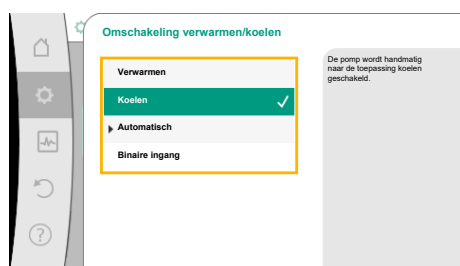 Omschakeling verwarmen/koelen
Verwarmen
Koelen
Automatisch
Binaire ingang
De pomp wordt handmatig
naar de toepassing koelen
geschakeld.